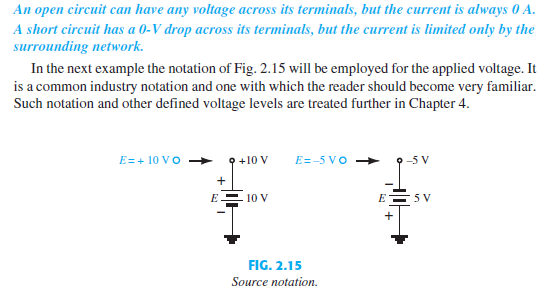 An open circuit can have any voltage across its terminals, but the current is always 0 A.
A short circuit has a 0-V drop across its terminals, but the current is limited only by the
surrounding network.
In the next example the notation of Fig. 2.15 will be employed for the applied voltage. It
is a common industry notation and one with which the reader should become very familiar.
Such notation and other defined voltage levels are treated further in Chapter 4.
E = + 10 V
+10 V
E = –5 V
–5 V
+
–
E
10 V
–
E
5 V
+
FIG. 2.15
Source notation.